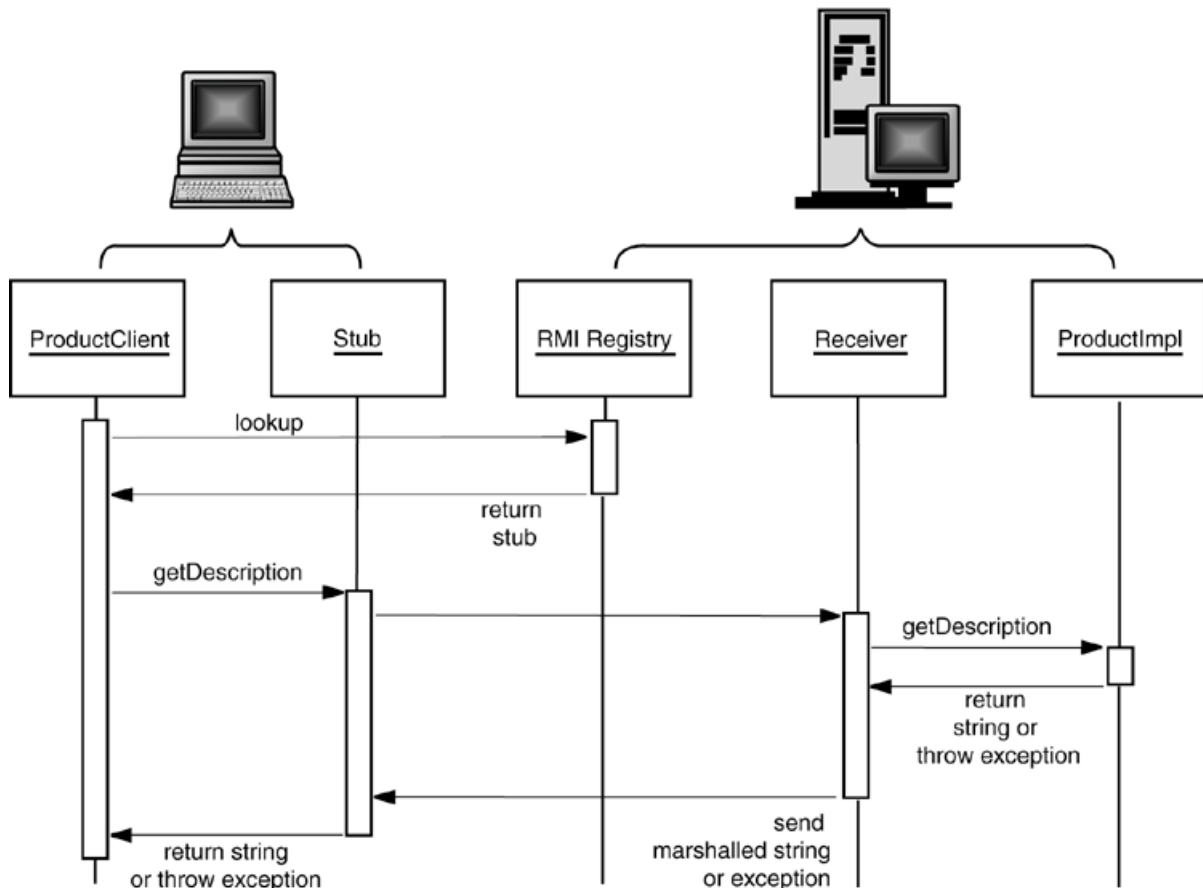 ProductClient
Stub
RMI Registry
Receiver
ProductImpl
lookup
return
stub
getDescription
getDescription
return
string or
throw exception
send
marshalled string
or exception
return string
or throw exception